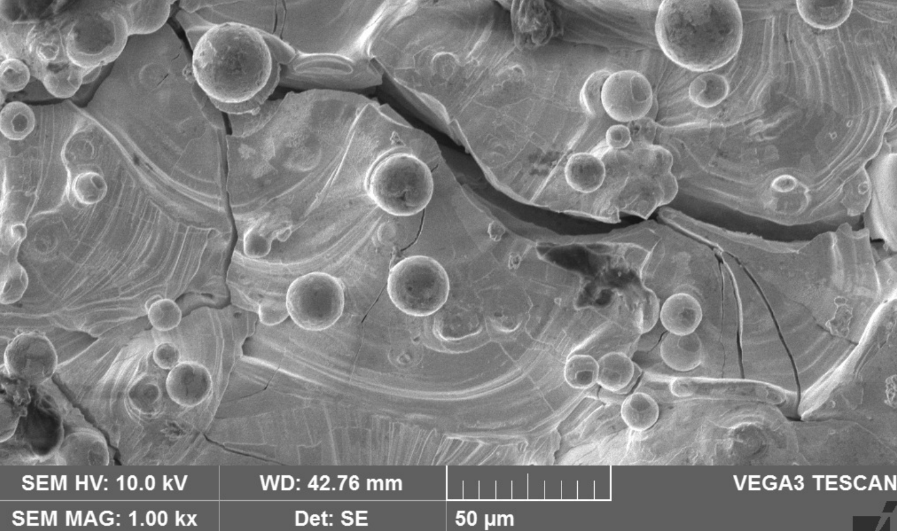 SEM HV: 10.0 kV WD: 42.76 mm VEGA3 TESCAN
SEM MAG: 1.00 kx Det: SE 50 µm